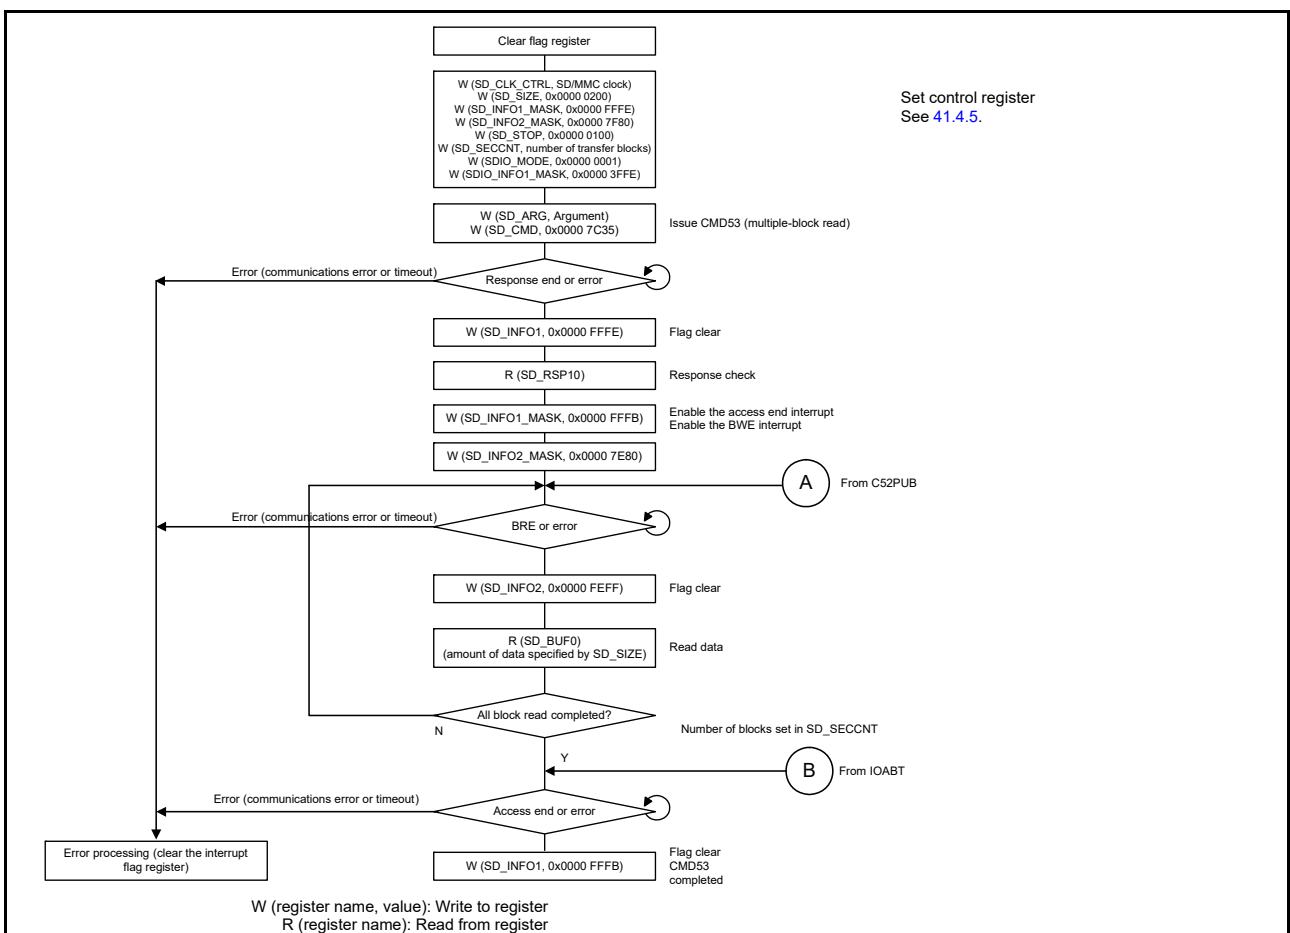 Clear flag register
W (SD_CLK_CTRL, SD/MMC clock)
W (SD_SIZE, 0x0000 0200)
W (SD_INFO1_MASK, 0x0000 FFFE)
W (SD_INFO2_MASK, 0x0000 7F80)
W (SD_STOP, 0x0000 0100)
W (SD_SECCNT, number of transfer blocks)
W (SDIO_MODE, 0x0000 0001)
W (SDIO_INFO1_MASK, 0x0000 3FFE)
Set control register
See 41.4.5.
W (SD_ARG, Argument)
W (SD_CMD, 0x0000 7C35)
Issue CMD53 (multiple-block read)
Error (communications error or timeout)
Response end or error
W (SD_INFO1, 0x0000 FFFE)
Flag clear
R (SD_RSP10)
Response check
W (SD_INFO1_MASK, 0x0000 FFFB)
Enable the access end interrupt
Enable the BWE interrupt
W (SD_INFO2_MASK, 0x0000 7E80)
A
From C52PUB
Error (communications error or timeout)
BRE or error
W (SD_INFO2, 0x0000 FEFF)
Flag clear
R (SD_BUF0)
(amount of data specified by SD_SIZE)
Read data
All block read completed?
N
Number of blocks set in SD_SECCNT
Y
B
From IOABT
Error (communications error or timeout)
Access end or error
Error processing (clear the interrupt
flag register)
W (SD_INFO1, 0x0000 FFFB)
Flag clear
CMD53
completed
W (register name, value): Write to register
R (register name): Read from register